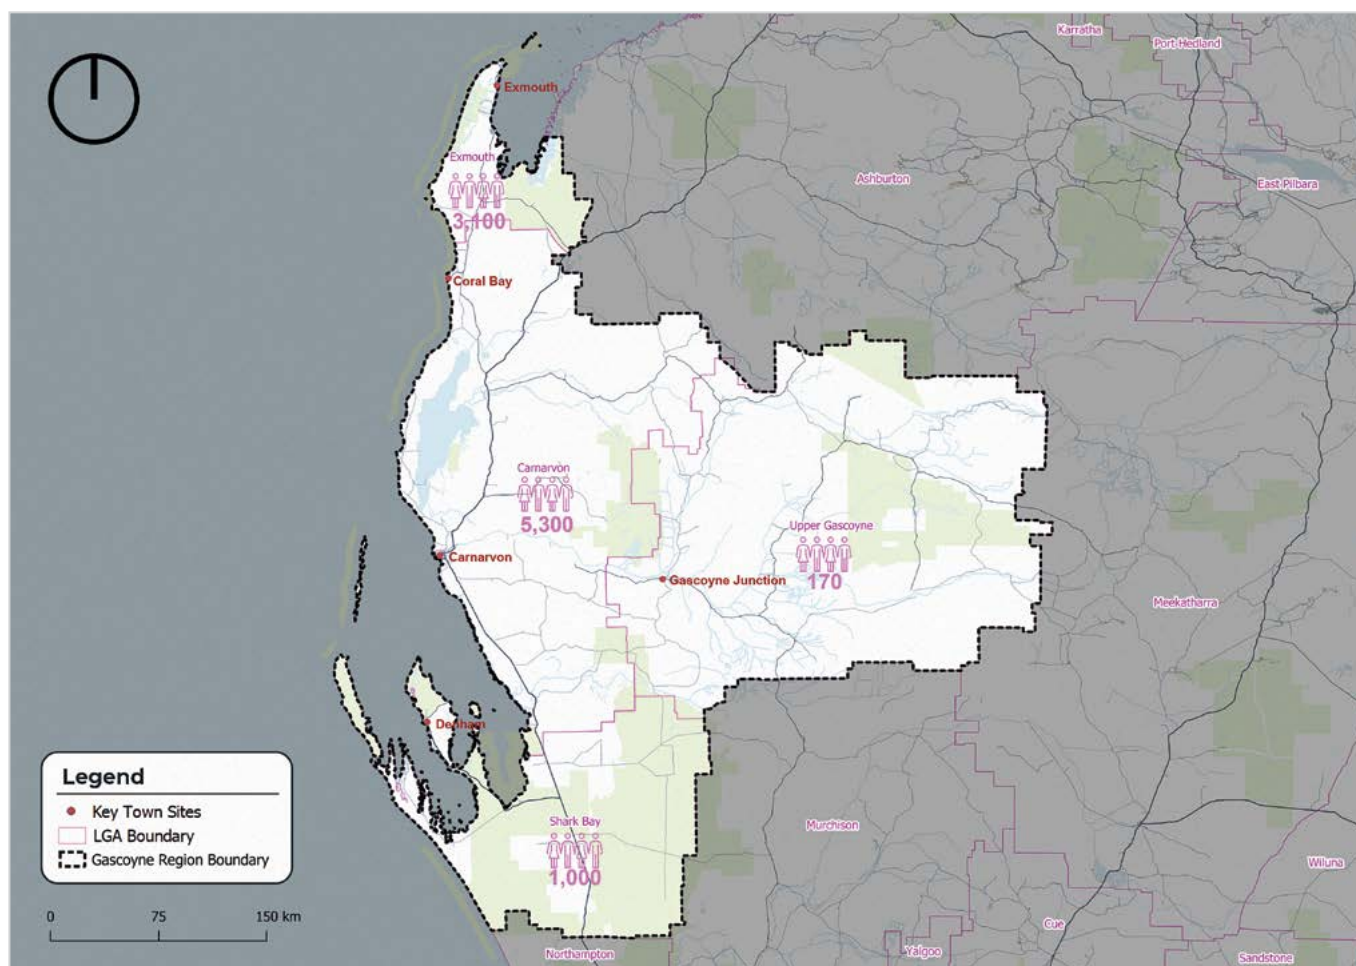 Karratha
Port Hedland
Exmouth
Exmouth
3,100
Ashburton
East Pilbara
Coral Bay
Carnarvon
5,300
Upper Gascoyne
170
Carnarvon
Gascoyne Junction
Meekatharra
Denham
Shark Bay
1,000
Murchison
Wiluna
Cue
Northampton
Yalgoo
Sandstone
Legend
Key Town Sites
LGA Boundary
Gascoyne Region Boundary
0 75 150 km